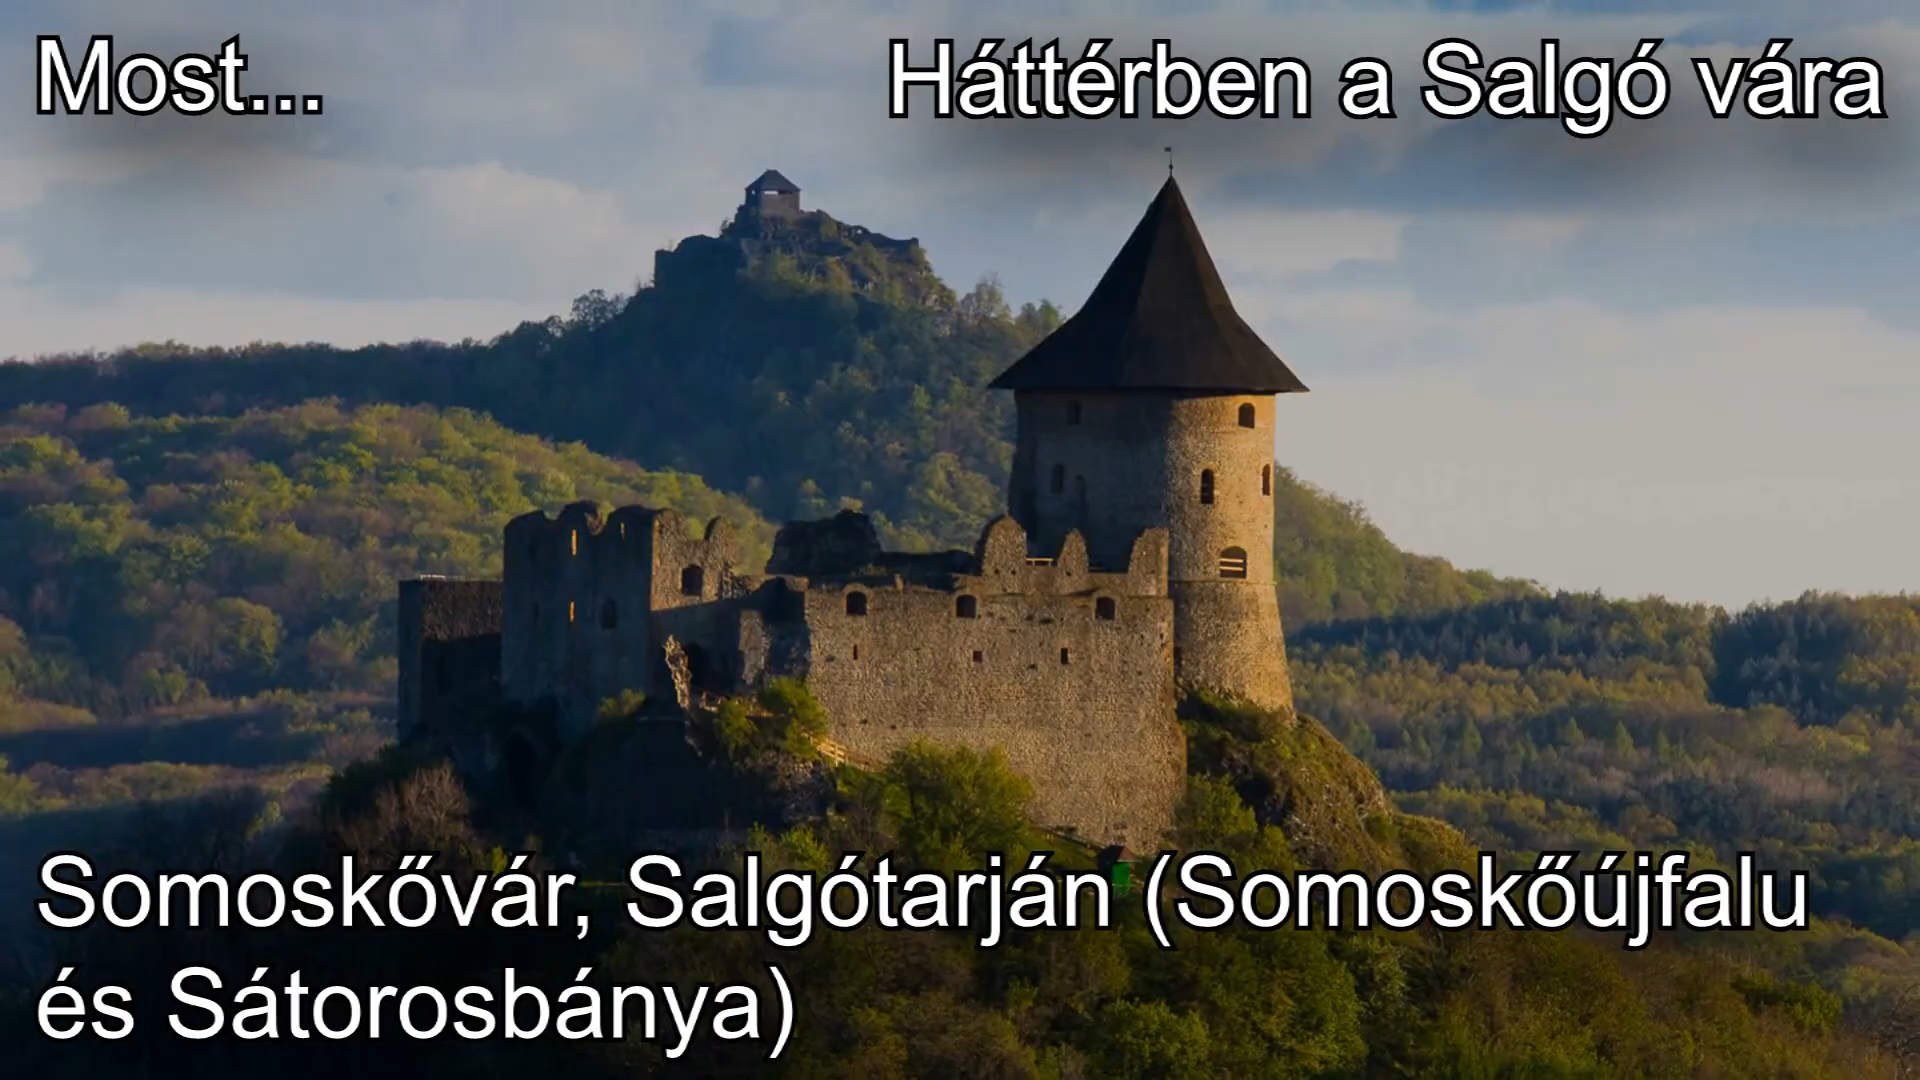 Most...
Háttérben a Salgó vára
Somoskővár, Salgótarján (Somoskőújfalu
és Sátorosbánya)